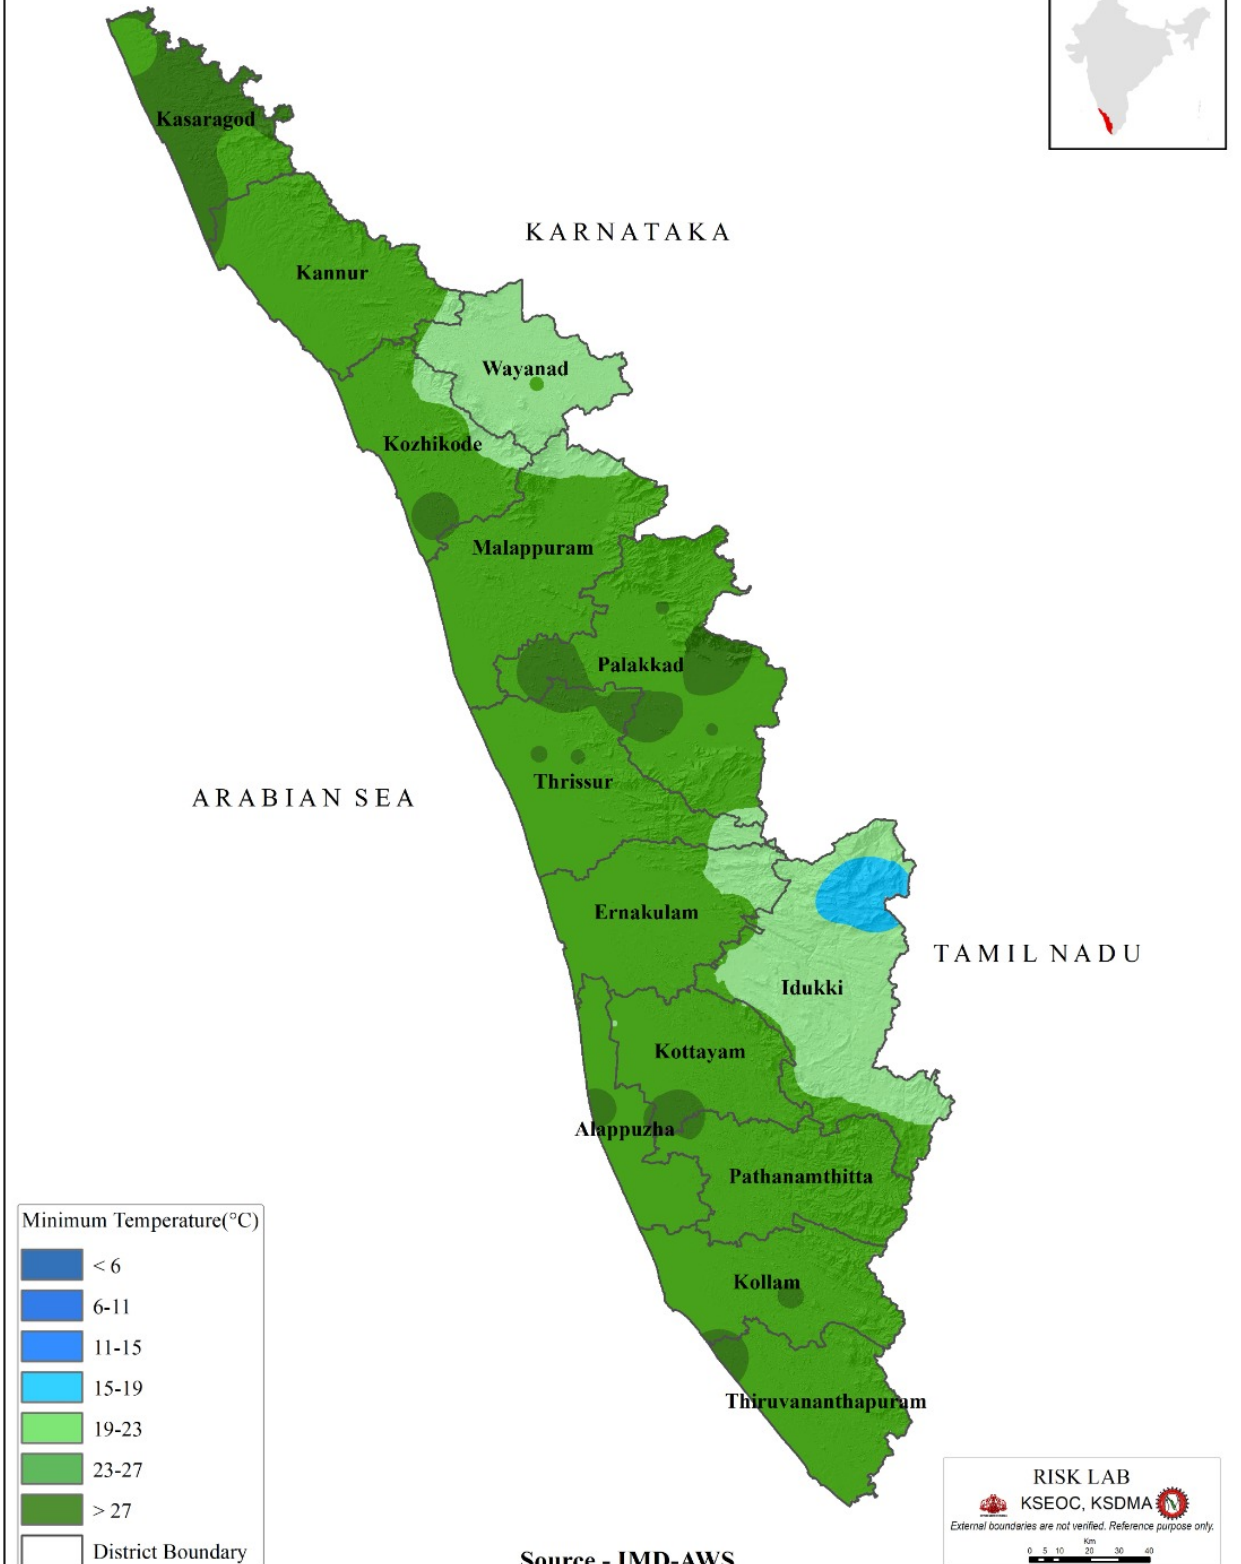 Kasaragod
KARNATAKA
Kannur
Wayanad
Kozhikode
Malappuram
Palakkad
Thrissur
ARABIAN SEA
Ernakulam
TAMIL NADU
Idukki
Kottayam
Alappuzha
Pathanamthitta
Kollam
Thiruvananthapuram
Minimum Temperature(°C)
< 6
6-11
11-15
15-19
19-23
23-27
> 27
District Boundary
RISK LAB
KSEOC, KSDMA
External boundaries are not verified. Reference purpose only.
Km
0 5 10 20 30 40
Source - IMD-AWS